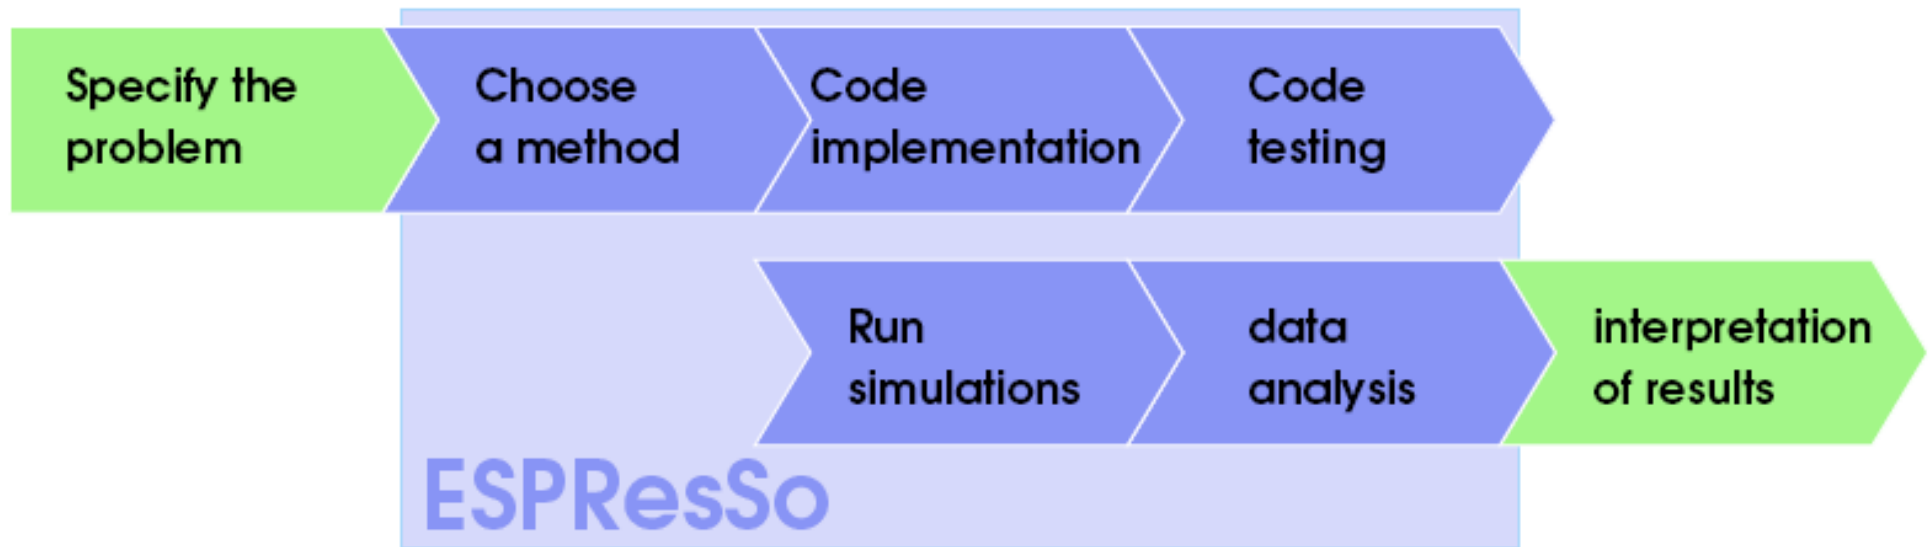 Specify the
problem
Choose
a method
Code
implementation
Code
testing
Run
simulations
data
analysis
interpretation
of results
ESPResSo